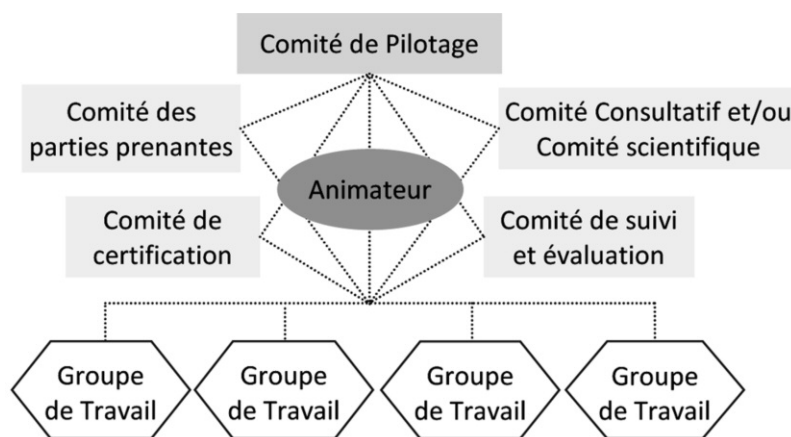 Comité de Pilotage
Comité des
parties prenantes
Comité Consultatif et/ou
Comité scientifique
Animateur
Comité de
certification
Comité de suivi
et évaluation
Groupe
de Travail
Groupe
de Travail
Groupe
de Travail
Groupe
de Travail